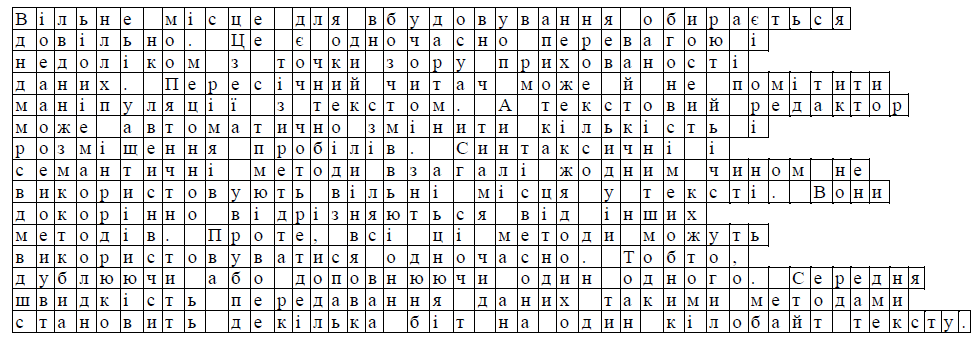 Вільне місце для вбудовування обирається
довільно. Це є одночасно перевагою і
недоліком з точки зору прихованості
даних. Пересічний читач може й не помітити
маніпуляції з текстом. А текстовий редактор
може автоматично змінити кількість і
розміщення пробілів. Синтаксичні і
семантичні методи взагалі жодним чином не
використовують вільні місця у тексті. Вони
докорінно відрізняються від інших
методів. Проте, всі ці методи можуть
використовуватися одночасно. Тобто,
дублюючи або доповнюючи один одного. Середня
швидкість передавання даних такими методами
становить декілька біт на один кілобайт тексту.